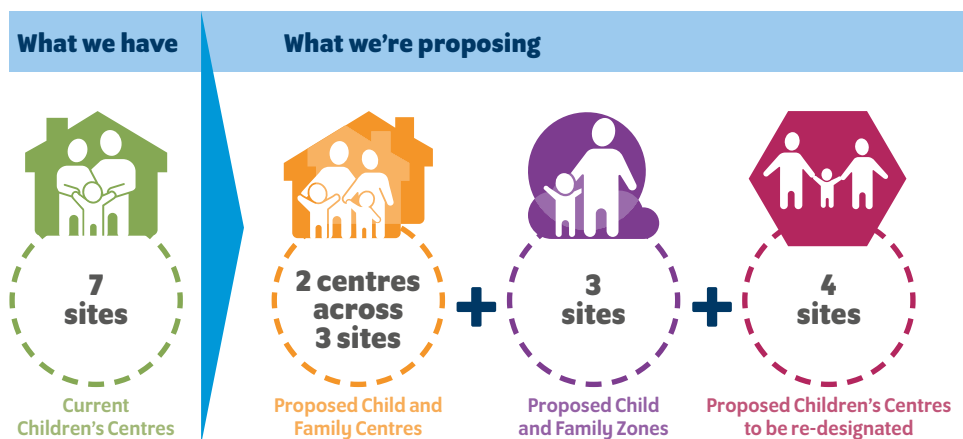 What we have
What we’re proposing
7
sites
2 centres
across
3 sites
+
3
sites
+
4
sites
Current
Children’s Centres
Proposed Child and
Family Centres
Proposed Child
and Family Zones
Proposed Children’s Centres
to be re-designated